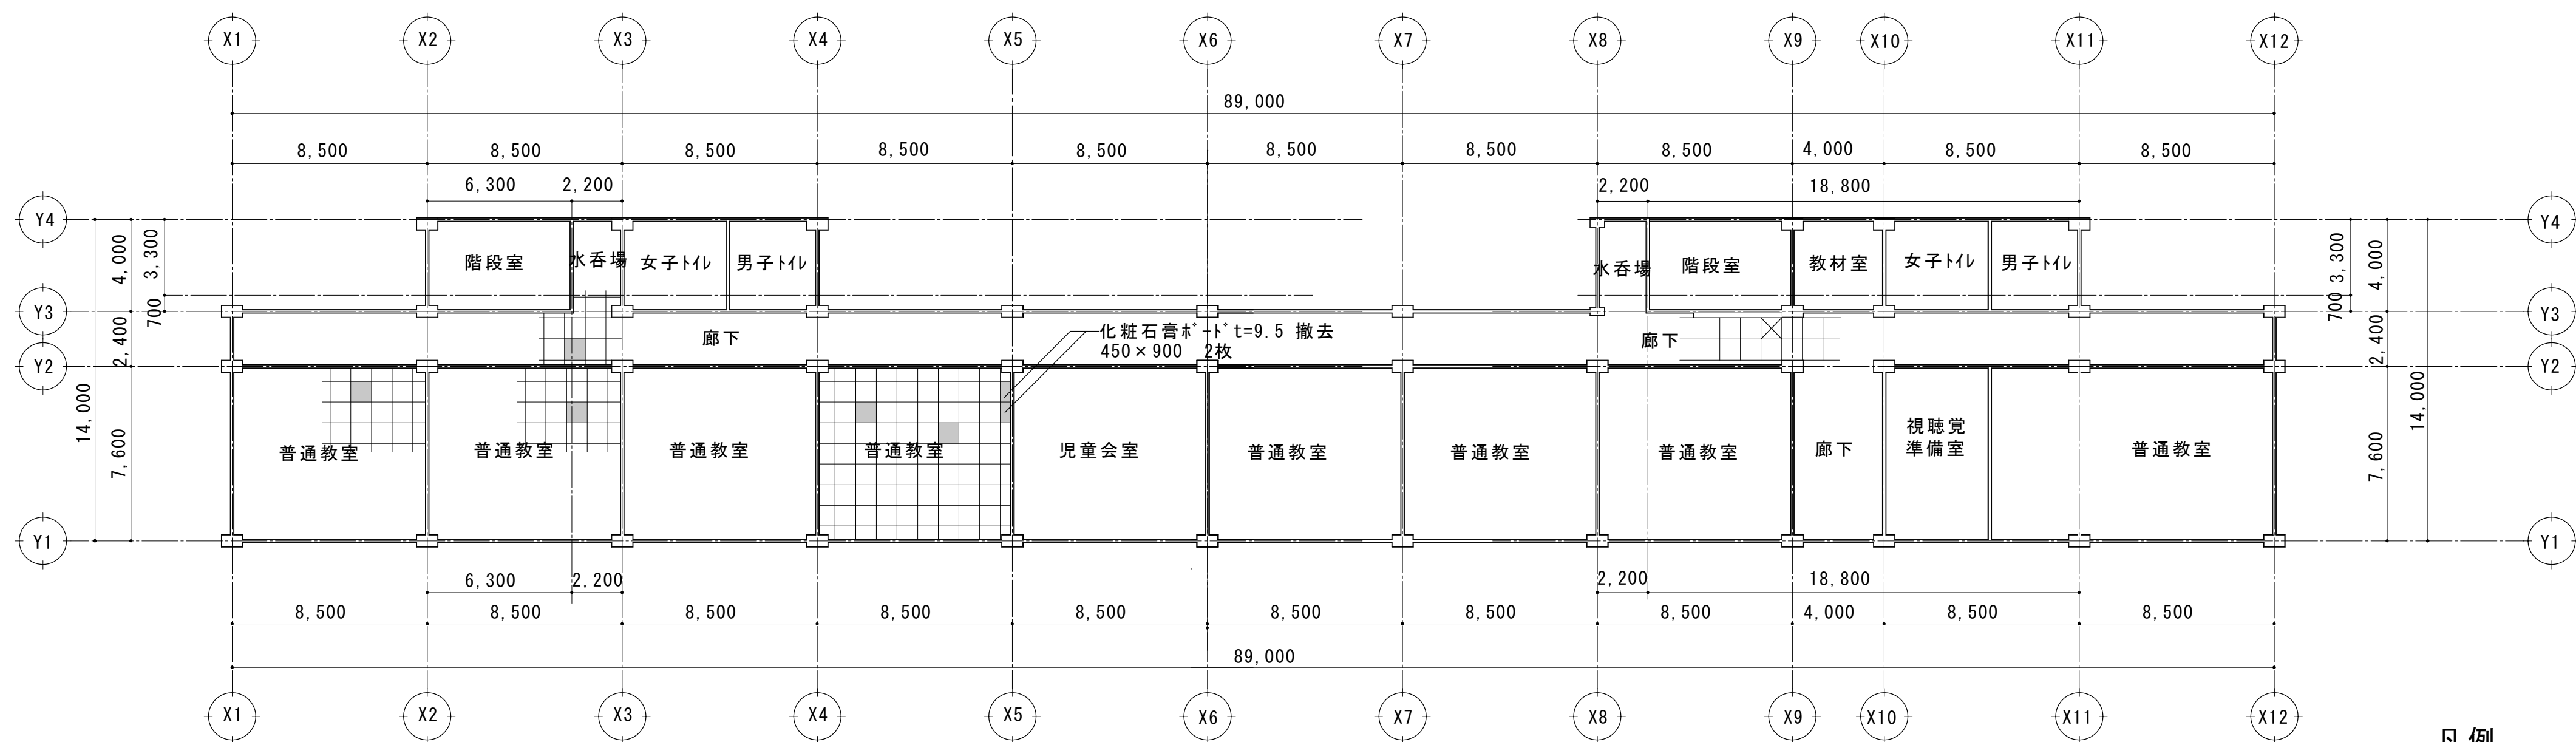 X1 X2 X3 X4 X5 X6 X7 X8 X9 X10 X11 X12
89,000
8,500 8,500 8,500 8,500 8,500 8,500 8,500 8,500 4,000 8,500 8,500
6,300 2,200 2,200 18,800
Y4 Y4
4,000 3,300 3,300 4,000
階段室 水呑場 女子ﾄｲﾚ 男子ﾄｲﾚ 水呑場 階段室 教材室 女子ﾄｲﾚ 男子ﾄｲﾚ
Y3 700 700 Y3
2,400 廊下 廊下 2,400
化粧石膏ﾎﾞｰﾄﾞt=9.5 撤去
450×900 2枚
Y2 Y2
14,000 7,600 7,600 14,000
普通教室 普通教室 普通教室 普通教室 児童会室 普通教室 普通教室 普通教室 廊下 視聴覚
準備室 普通教室
Y1 Y1
6,300 2,200 2,200 18,800
8,500 8,500 8,500 8,500 8,500 8,500 8,500 8,500 4,000 8,500 8,500
89,000
X1 X2 X3 X4 X5 X6 X7 X8 X9 X10 X11 X12
凡例